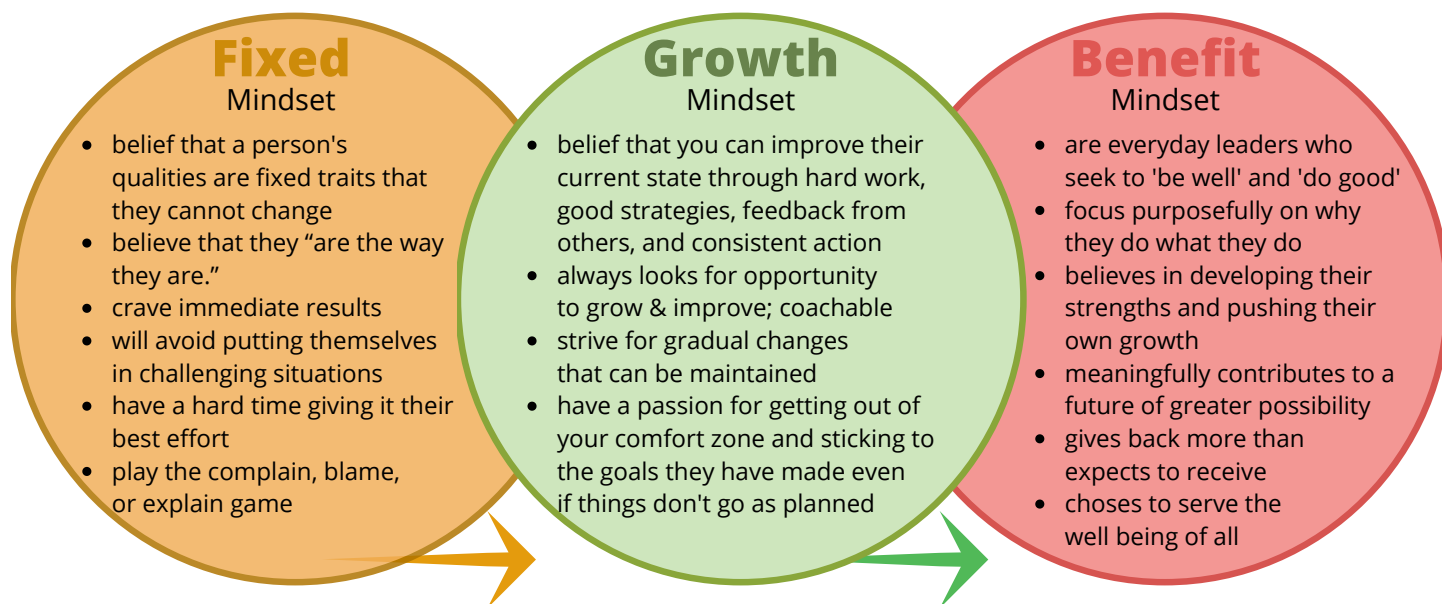 Fixed
Mindset
• belief that a person's
qualities are fixed traits that
they cannot change
• believe that they “are the way
they are.”
• crave immediate results
• will avoid putting themselves
in challenging situations
• have a hard time giving it their
best effort
• play the complain, blame,
or explain game
Growth
Mindset
• belief that you can improve their
current state through hard work,
good strategies, feedback from
others, and consistent action
• always looks for opportunity
to grow & improve; coachable
• strive for gradual changes
that can be maintained
• have a passion for getting out of
your comfort zone and sticking to
the goals they have made even
if things don't go as planned
Benefit
Mindset
• are everyday leaders who
seek to 'be well' and 'do good'
• focus purposefully on why
they do what they do
• believes in developing their
strengths and pushing their
own growth
• meaningfully contributes to a
future of greater possibility
• gives back more than
expects to receive
• choses to serve the
well being of all